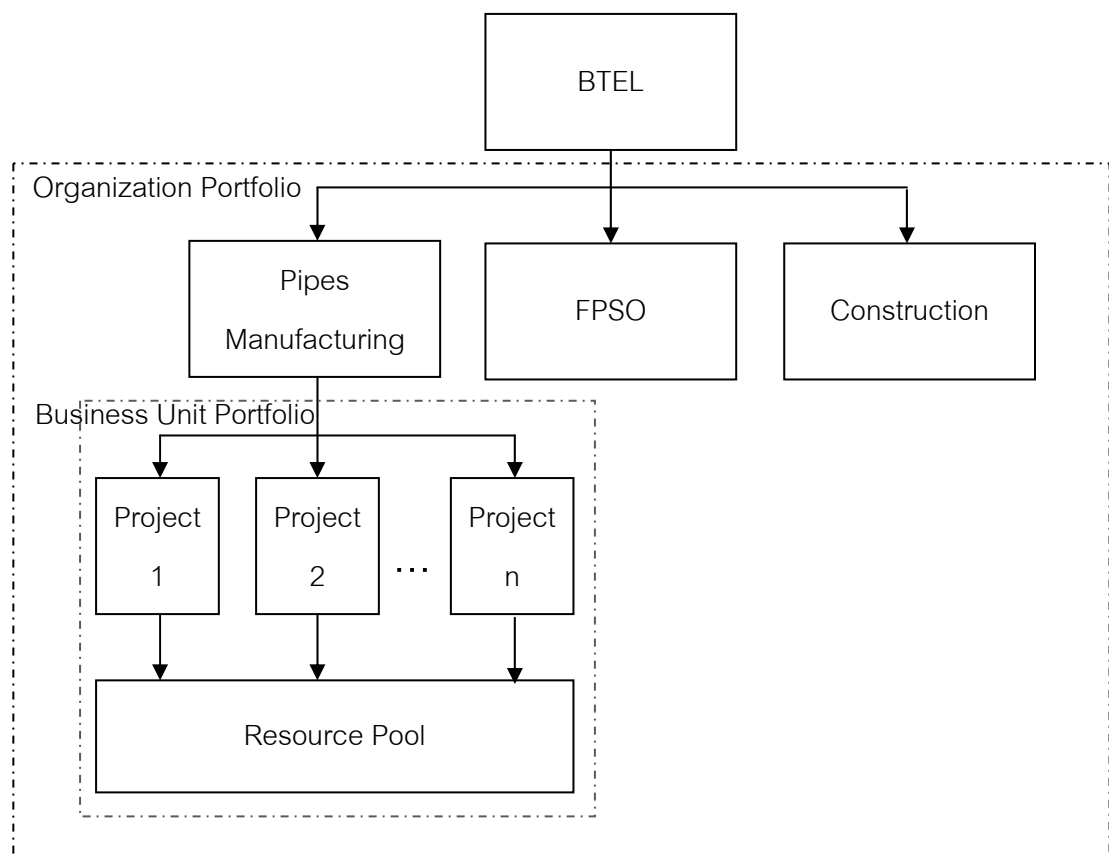 BTEL
Organization Portfolio
Pipes
Manufacturing
FPSO
Construction
Business Unit Portfolio
Project
1
Project
2
...
Project
n
Resource Pool